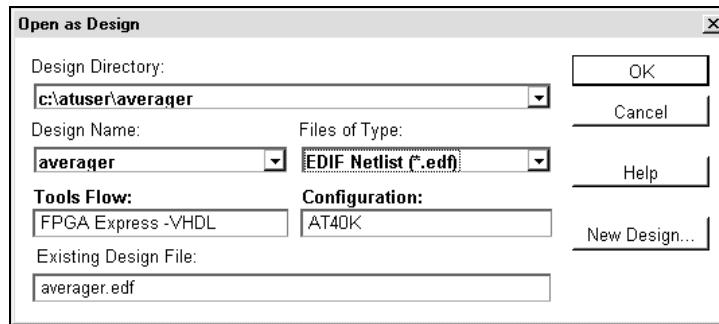 Open as Design
Design Directory:
OK
c:\atuser\averager
Cancel
Design Name:
Files of Type:
averager
EDIF Netlist (*.edf)
Help
Tools Flow:
Configuration:
FPGA Express -VHDL
AT40K
New Design...
Existing Design File:
averager.edf